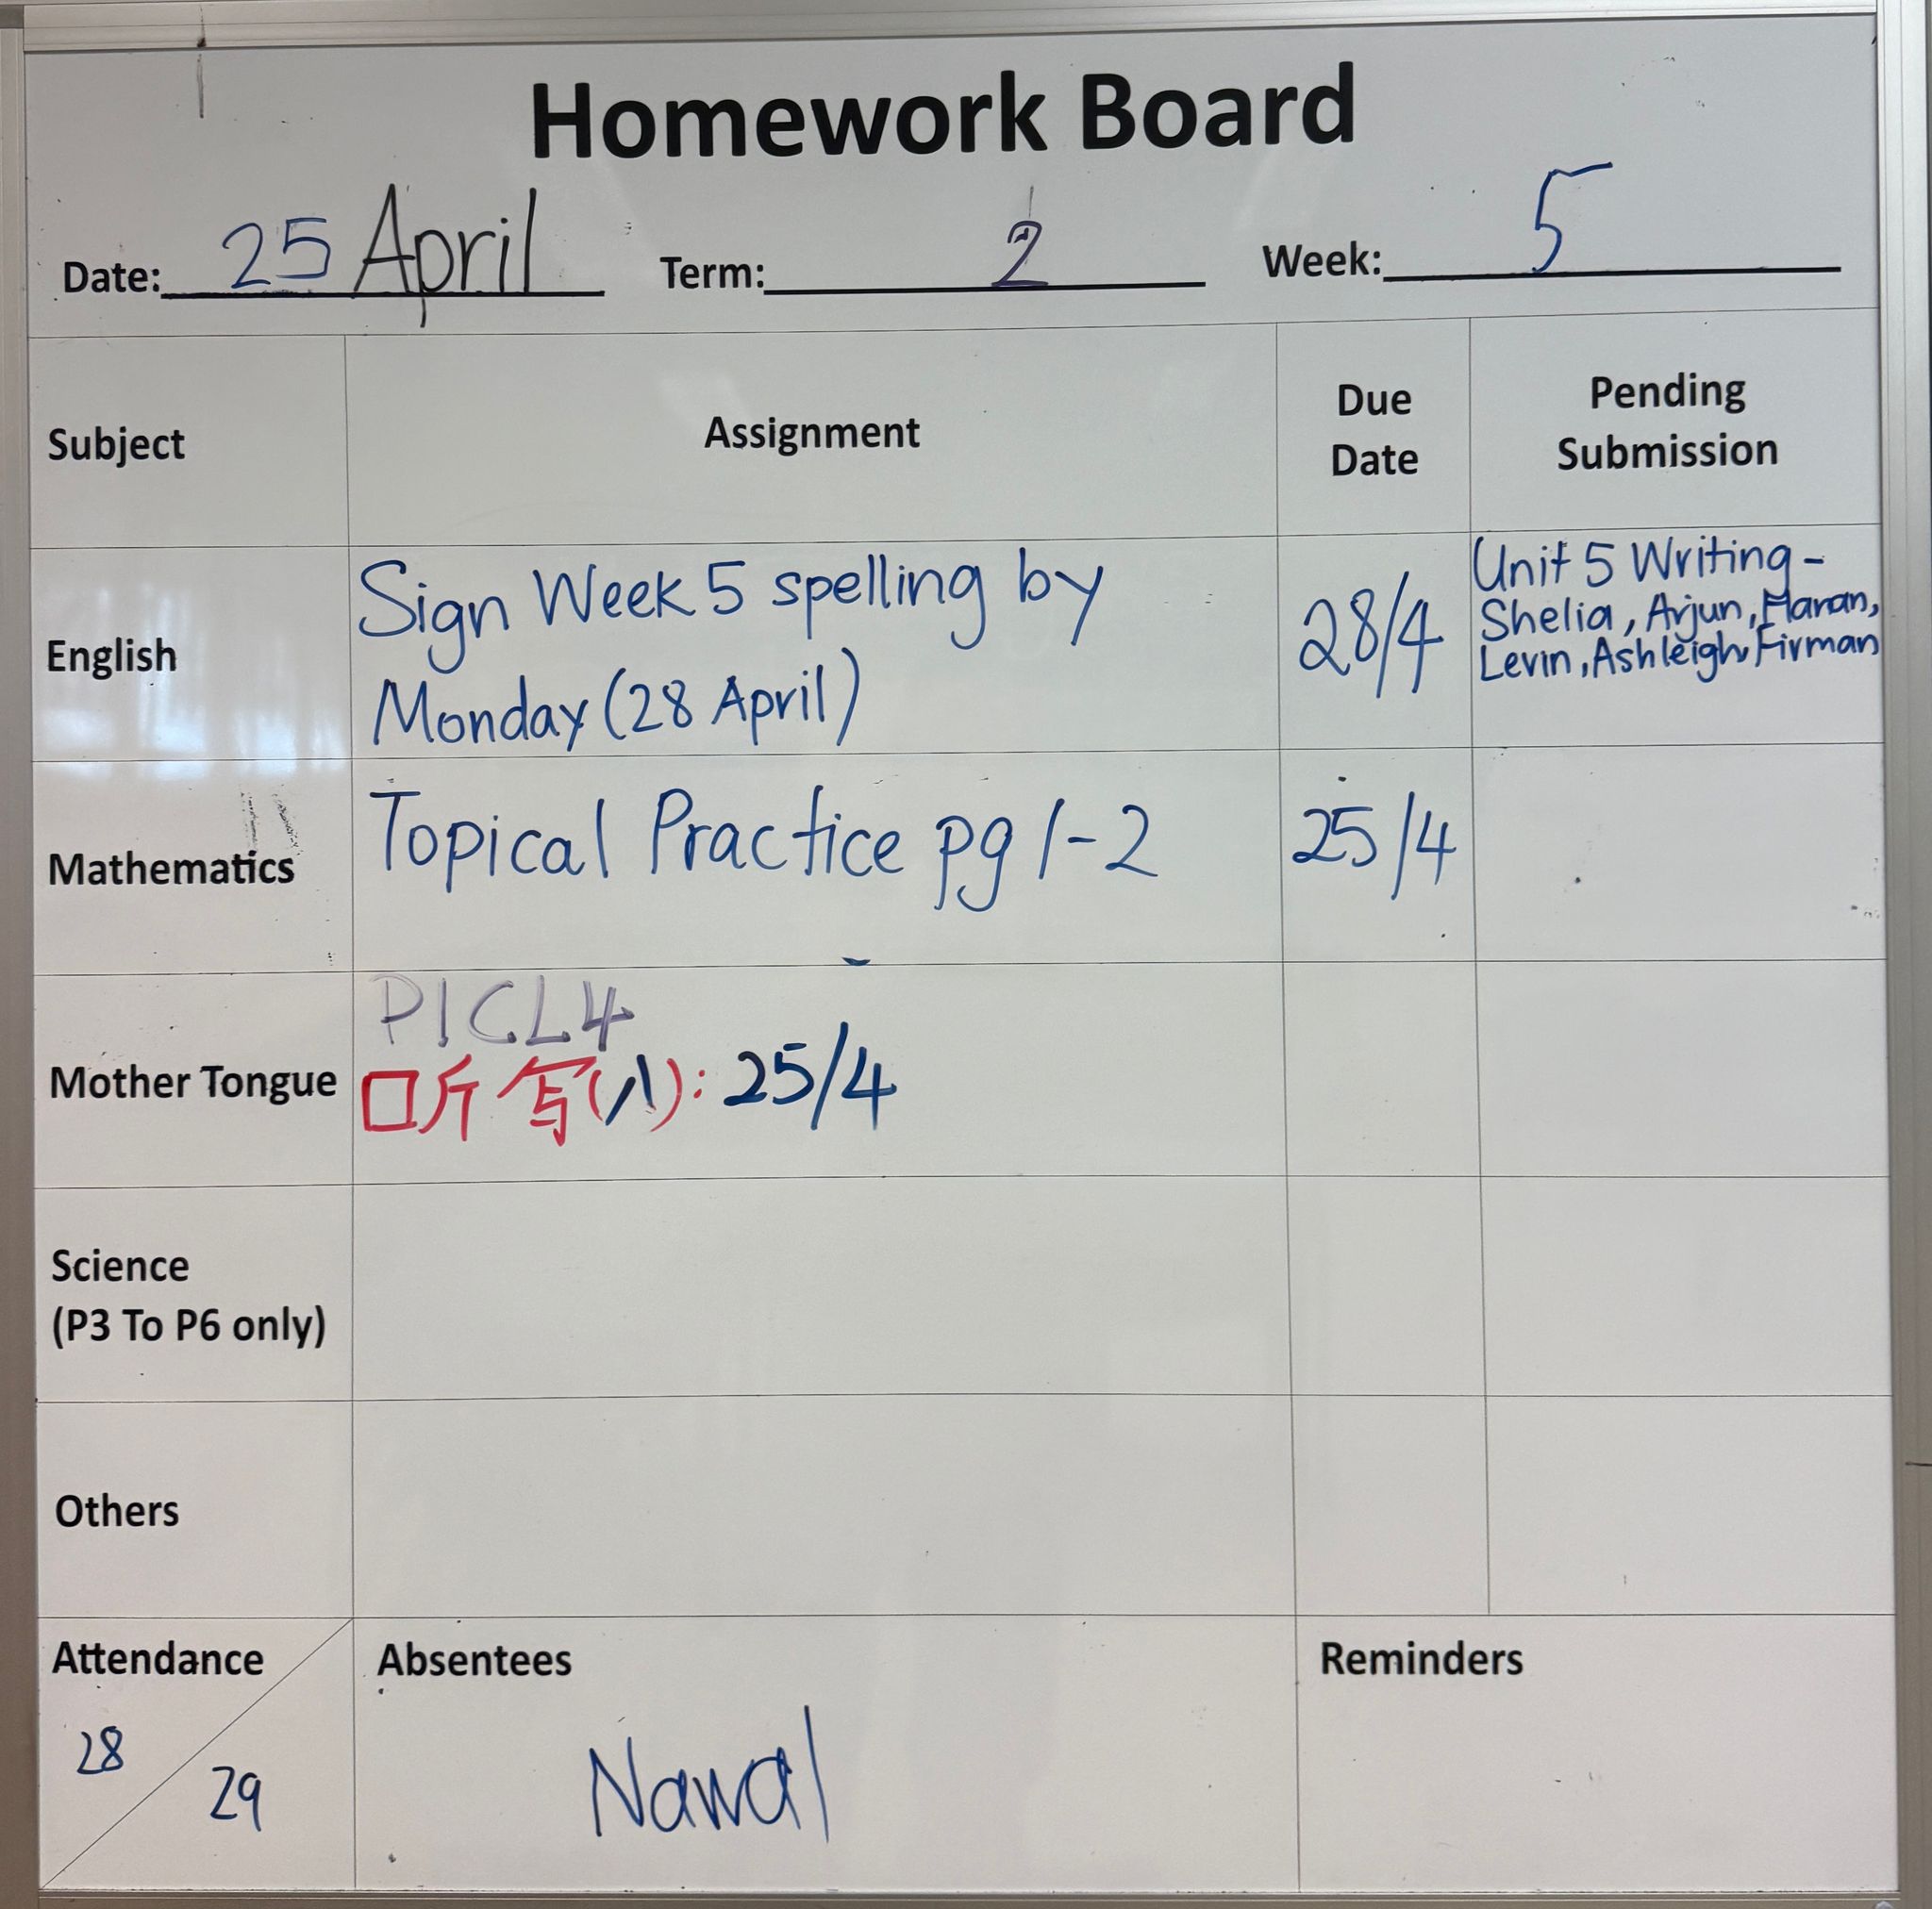 Homework Board
Date: 25 April Term: 2 Week: 5
Subject Assignment Due Date Pending Submission
English
Sign Week 5 spelling by
Monday (28 April)
28/4
Unit 5 Writing -
Shelia, Arjun, Haran,
Levin, Ashleigh, Firman
Mathematics Topical Practice pg 1-2 25/4
Mother Tongue
P1CL4
听写(八): 25/4
Science
(P3 To P6 only)
Others
Attendance
28
29
Absentees
Nawal
Reminders